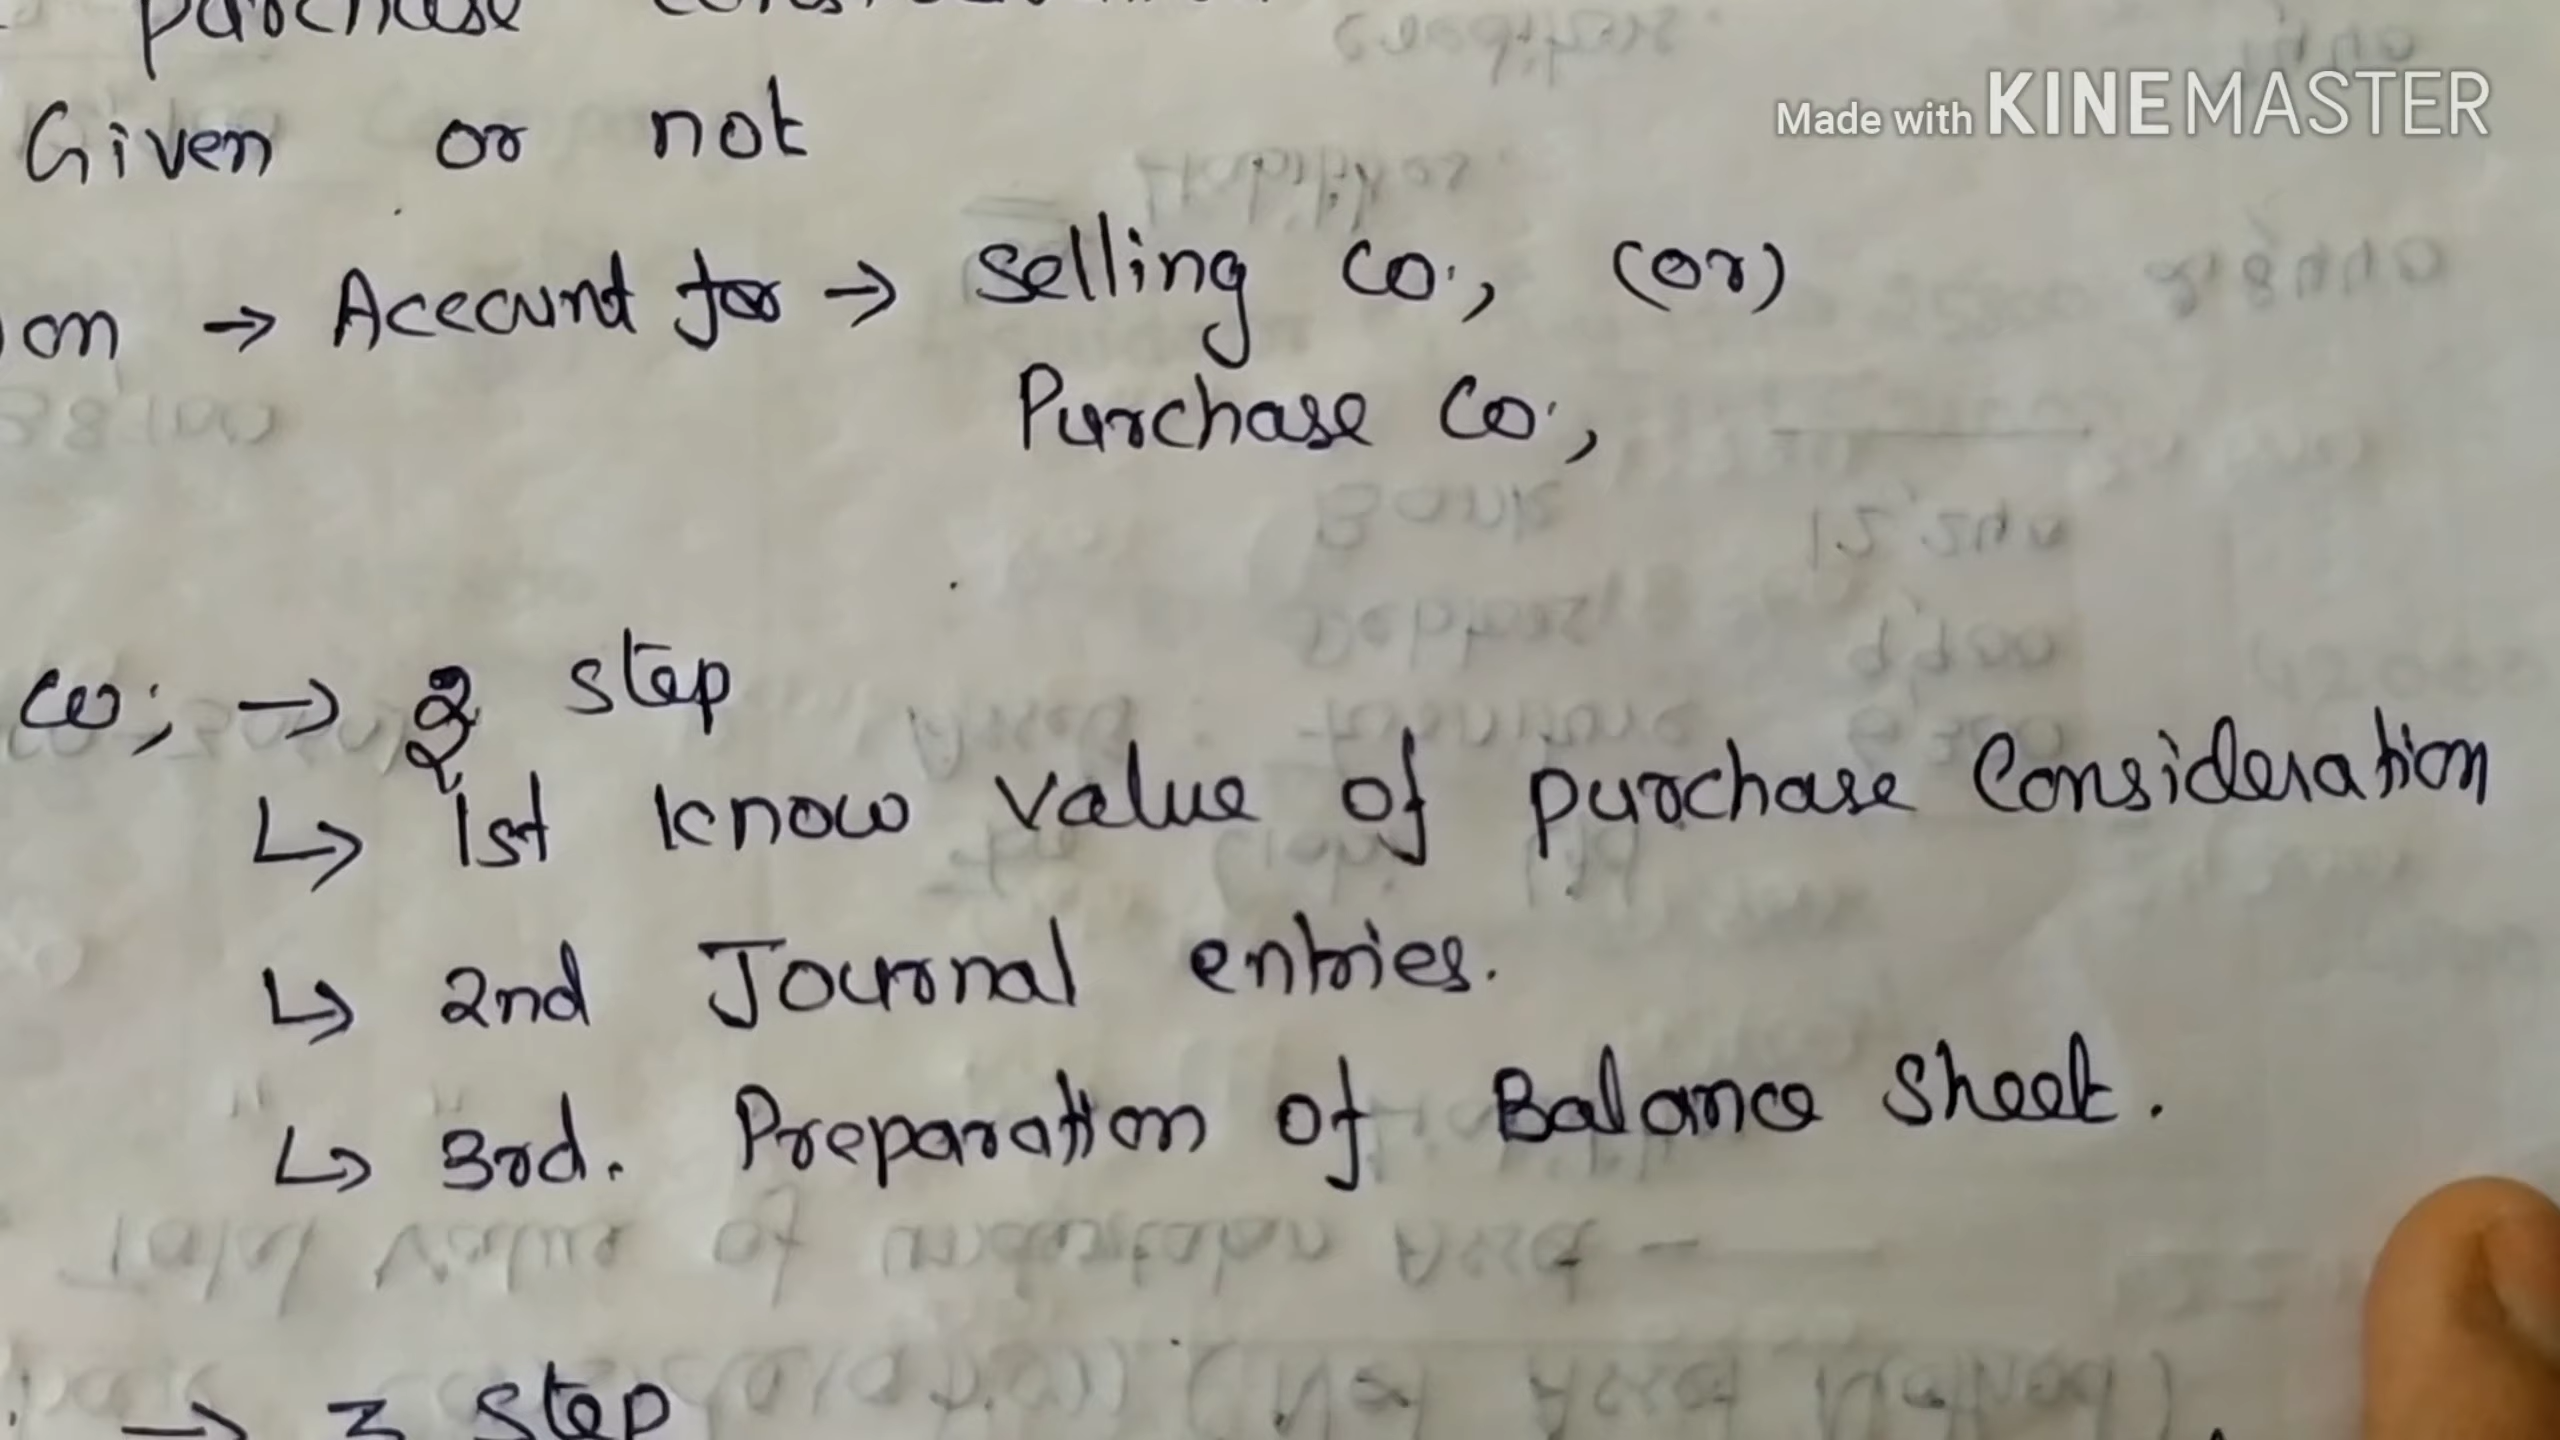 purchase
Given or not
Made with KINEMASTER
on → Account for → Selling Co., (or)
Purchase Co.,
co; → 3 step
↳ 1st know value of purchase Consideration
↳ 2nd Journal entries.
↳ 3rd. Preparation of Balance Sheet.
→ 3 step